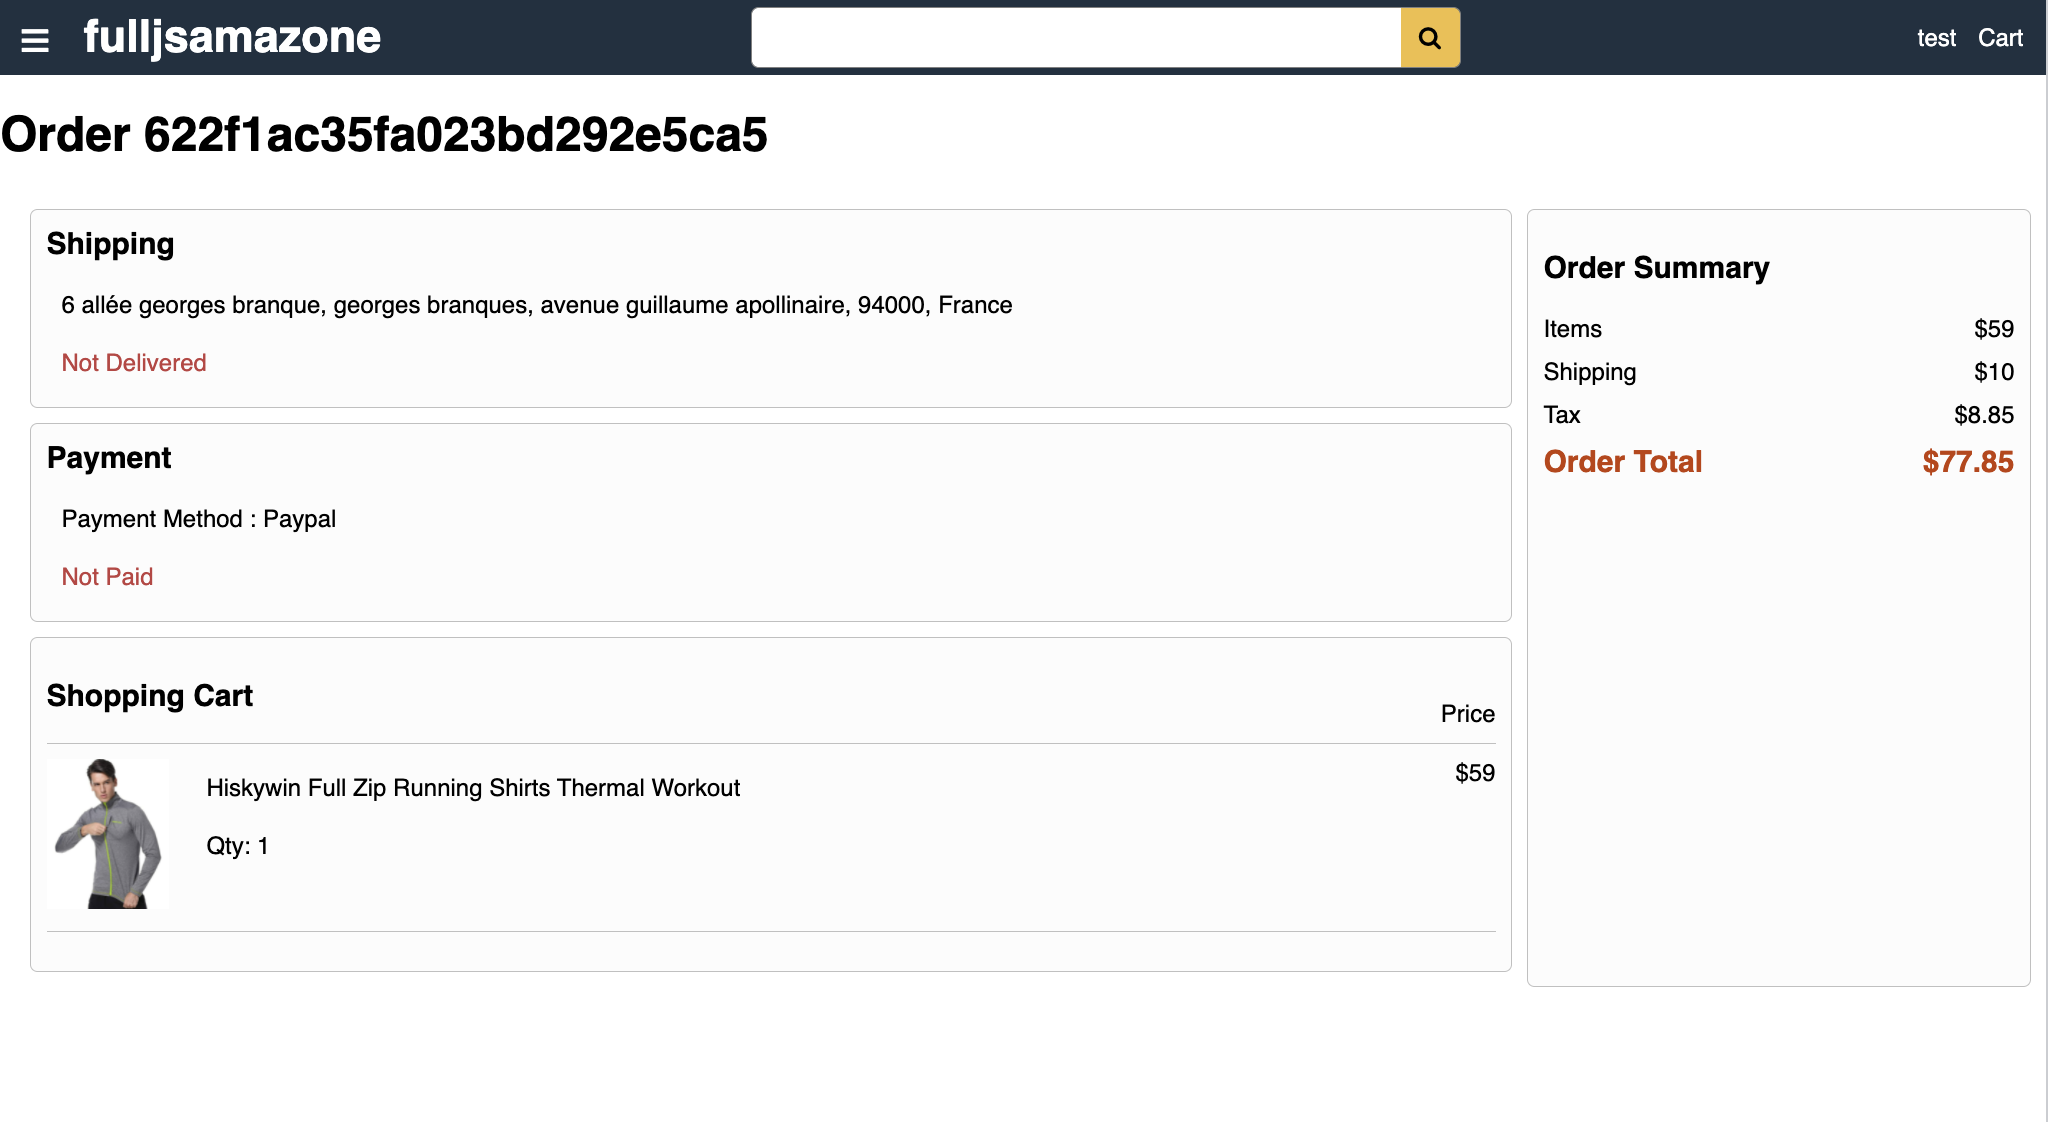 fulljsamazone
test Cart
Order 622f1ac35fa023bd292e5ca5
Shipping
6 allée georges branque, georges branques, avenue guillaume apollinaire, 94000, France
Not Delivered
Payment
Payment Method : Paypal
Not Paid
Shopping Cart
Price
Hiskywin Full Zip Running Shirts Thermal Workout
$59
Qty: 1
Order Summary
Items $59
Shipping $10
Tax $8.85
Order Total $77.85